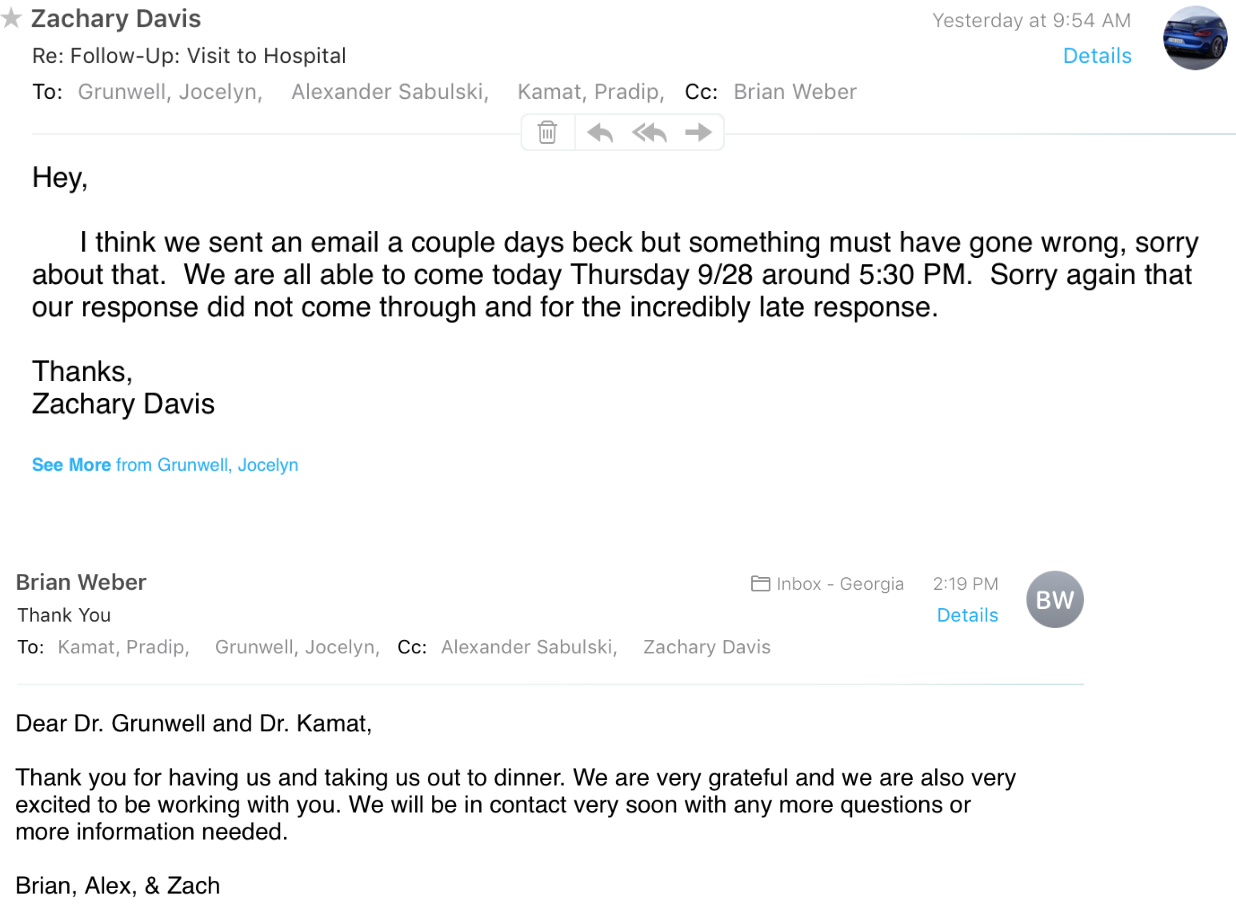 Zachary Davis
Yesterday at 9:54 AM
Re: Follow-Up: Visit to Hospital
Details
To: Grunwell, Jocelyn, Alexander Sabulski, Kamat, Pradip, Cc: Brian Weber
Hey,
I think we sent an email a couple days beck but something must have gone wrong, sorry
about that. We are all able to come today Thursday 9/28 around 5:30 PM. Sorry again that
our response did not come through and for the incredibly late response.
Thanks,
Zachary Davis
See More from Grunwell, Jocelyn
Brian Weber
Inbox - Georgia 2:19 PM
BW
Thank You
Details
To: Kamat, Pradip, Grunwell, Jocelyn, Cc: Alexander Sabulski, Zachary Davis
Dear Dr. Grunwell and Dr. Kamat,
Thank you for having us and taking us out to dinner. We are very grateful and we are also very
excited to be working with you. We will be in contact very soon with any more questions or
more information needed.
Brian, Alex, & Zach